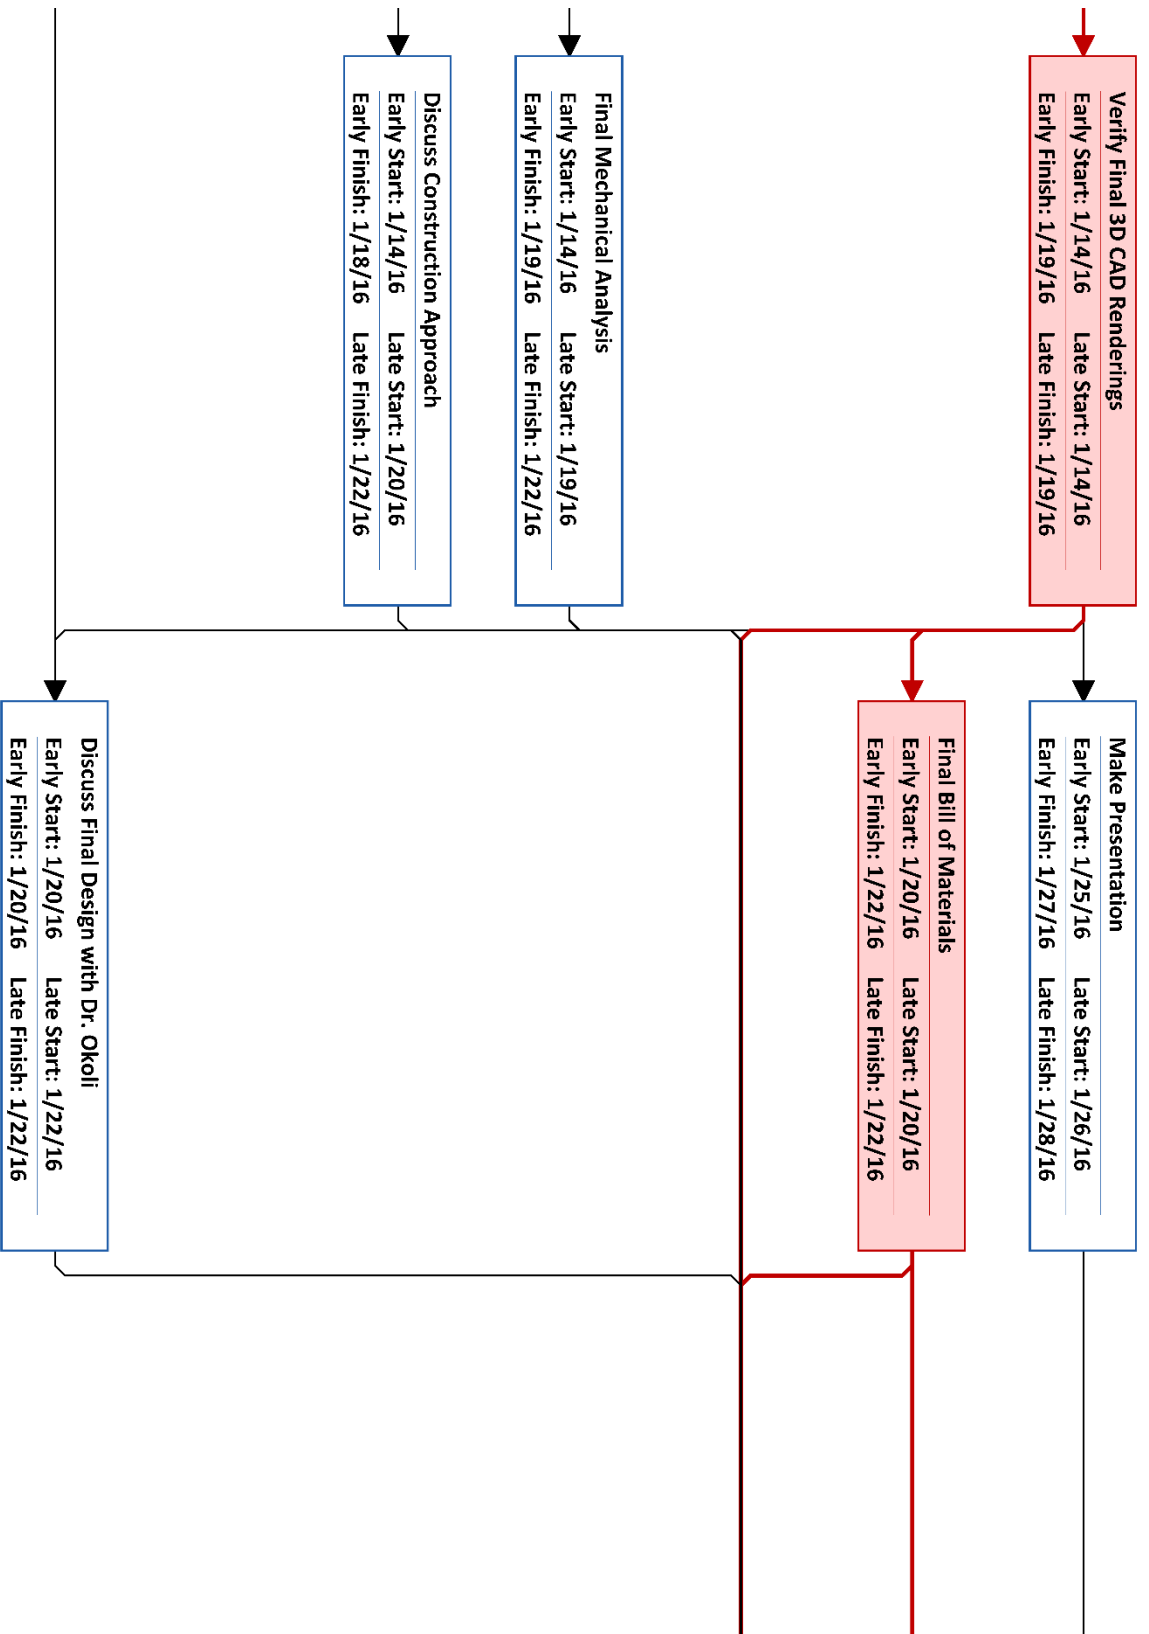 Verify Final 3D CAD Renderings
Early Start: 1/14/16 Late Start: 1/14/16
Early Finish: 1/19/16 Late Finish: 1/19/16
Make Presentation
Early Start: 1/25/16 Late Start: 1/26/16
Early Finish: 1/27/16 Late Finish: 1/28/16
Final Bill of Materials
Early Start: 1/20/16 Late Start: 1/20/16
Early Finish: 1/22/16 Late Finish: 1/22/16
Final Mechanical Analysis
Early Start: 1/14/16 Late Start: 1/19/16
Early Finish: 1/19/16 Late Finish: 1/22/16
Discuss Construction Approach
Early Start: 1/14/16 Late Start: 1/20/16
Early Finish: 1/18/16 Late Finish: 1/22/16
Discuss Final Design with Dr. Okoli
Early Start: 1/20/16 Late Start: 1/22/16
Early Finish: 1/20/16 Late Finish: 1/22/16